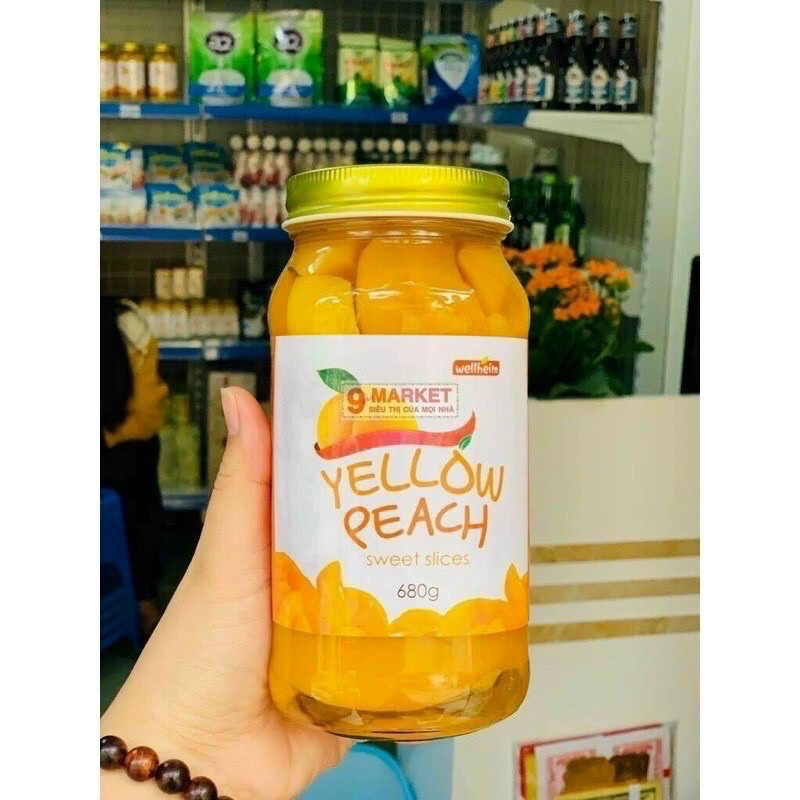 wellheim
9 MARKET
SIÊU THỊ CỦA MỌI NHÀ
YELLOW
PEACH
sweet slices
680g